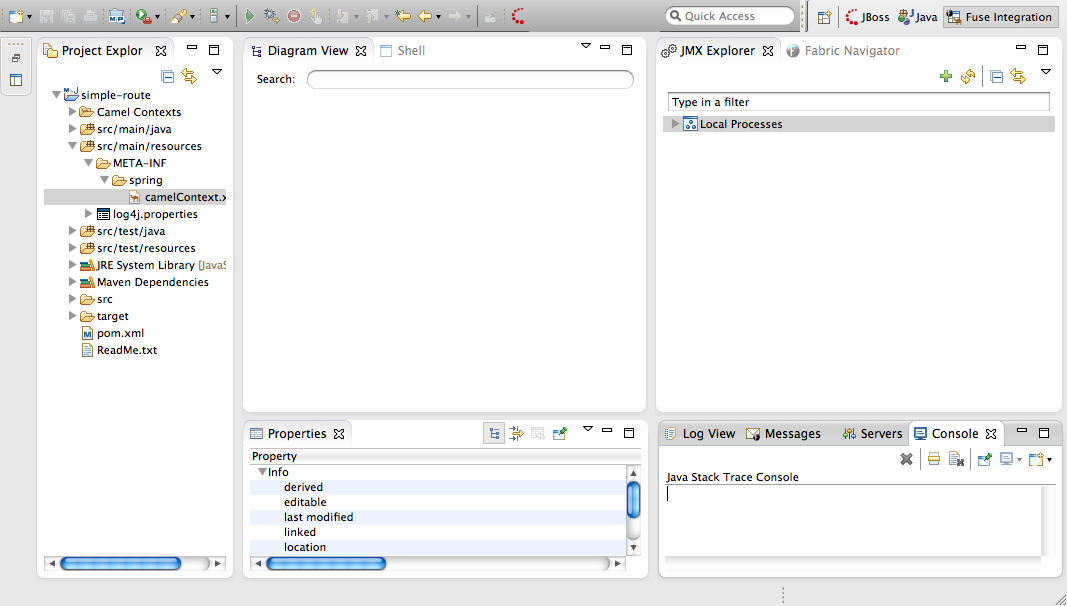 Quick Access
JBoss
Java
Fuse Integration
Project Explor
simple-route
Camel Contexts
src/main/java
src/main/resources
META-INF
spring
camelContext.x
log4j.properties
src/test/java
src/test/resources
JRE System Library [JavaS
Maven Dependencies
src
target
pom.xml
ReadMe.txt
Diagram View
Shell
Search:
JMX Explorer
Fabric Navigator
Type in a filter
Local Processes
Properties
Property
Info
derived
editable
last modified
linked
location
Log View
Messages
Servers
Console
Java Stack Trace Console